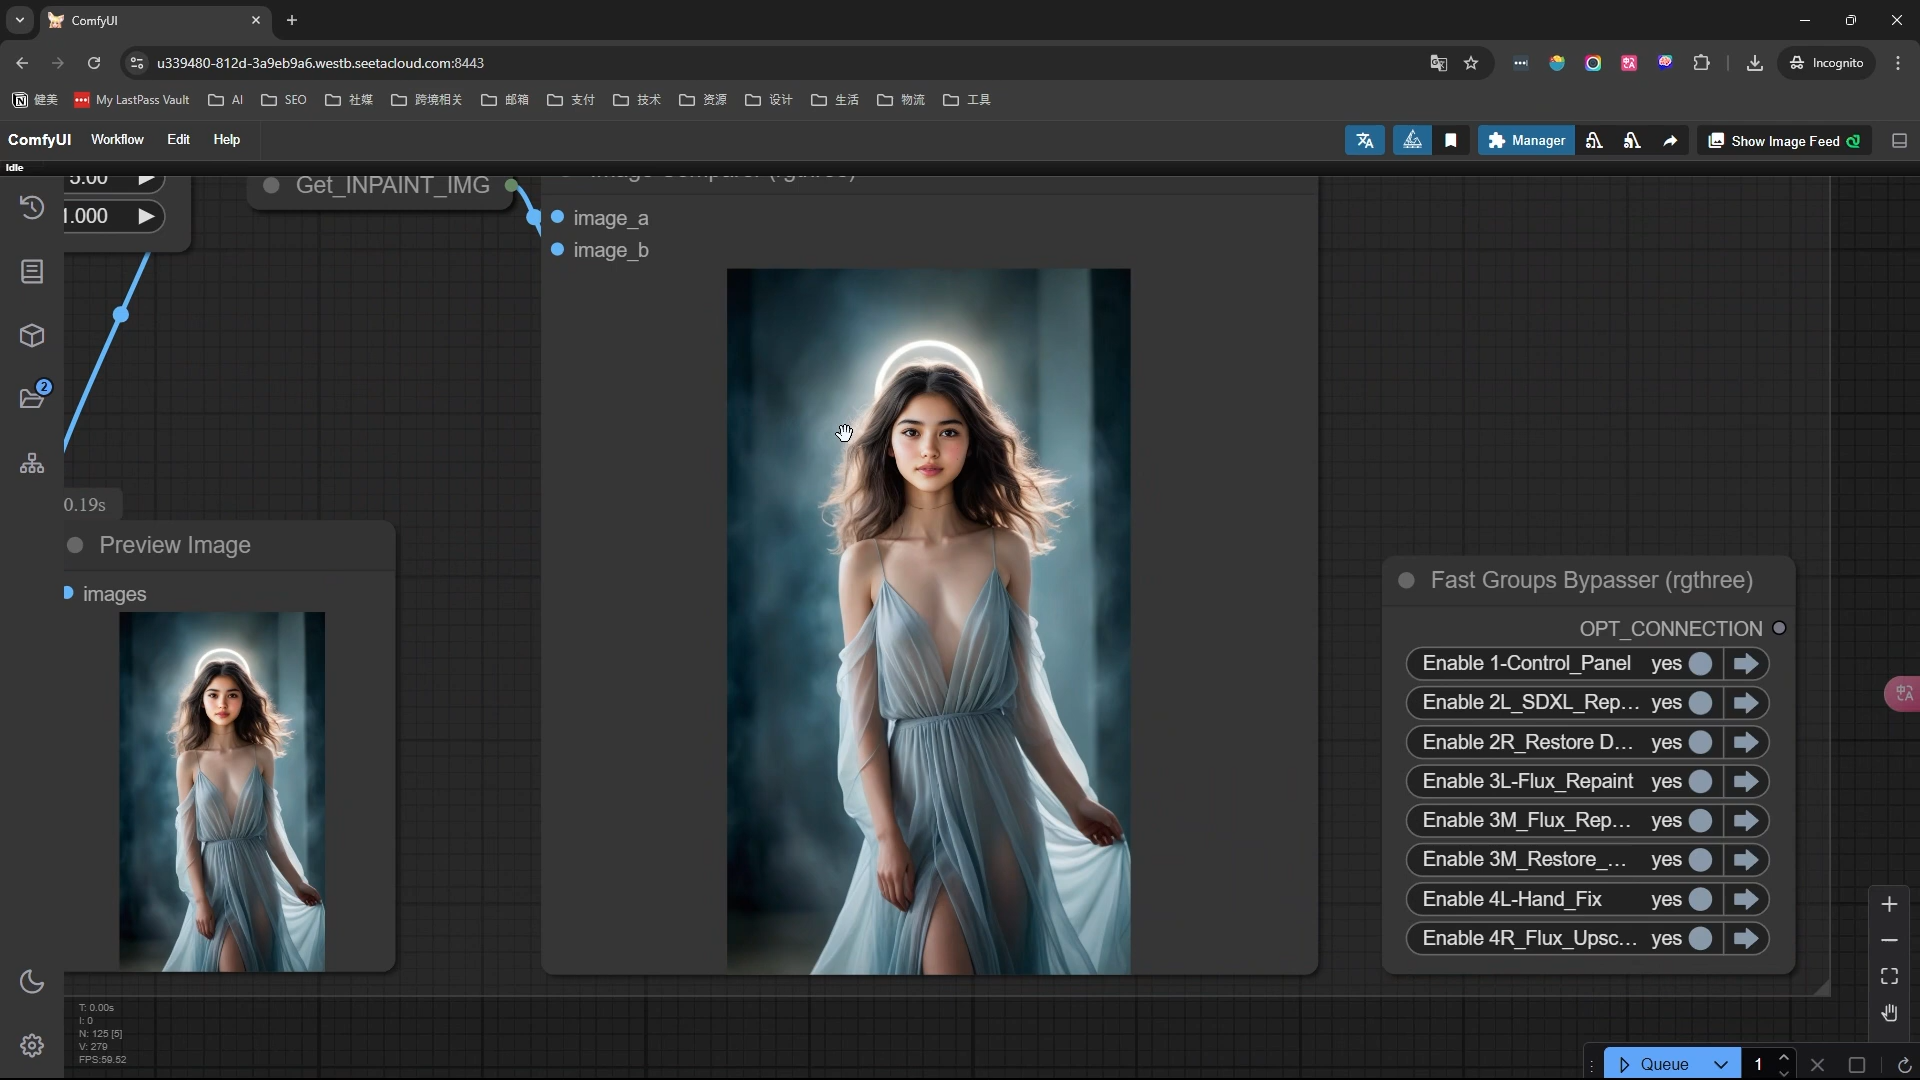 ComfyUI
u339480-812d-3a9eb9a6.westb.seetacloud.com:8443
Incognito
健美
My LastPass Vault
AI
SEO
社媒
跨境相关
邮箱
支付
技术
资源
设计
生活
物流
工具
ComfyUI
Workflow
Edit
Help
Manager
Show Image Feed
Idle
5.00
1.000
Get_INPAINT_IMG
image_a
image_b
2
0.19s
Preview Image
images
Fast Groups Bypasser (rgthree)
OPT_CONNECTION
Enable 1-Control_Panel yes
Enable 2L_SDXL_Rep... yes
Enable 2R_Restore D... yes
Enable 3L-Flux_Repaint yes
Enable 3M_Flux_Rep... yes
Enable 3M_Restore_... yes
Enable 4L-Hand_Fix yes
Enable 4R_Flux_Upsc... yes
T: 0.00s
I: 0
N: 125 [5]
V: 279
FPS:59.52
Queue
1